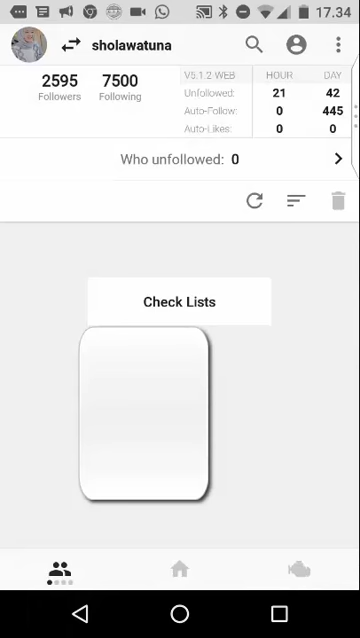 17.34
sholawatuna
2595 7500
Followers Following
V5.1.2 WEB HOUR DAY
Unfollowed: 21 42
Auto-Follow: 0 445
Auto-Likes: 0 0
Who unfollowed: 0
Check Lists